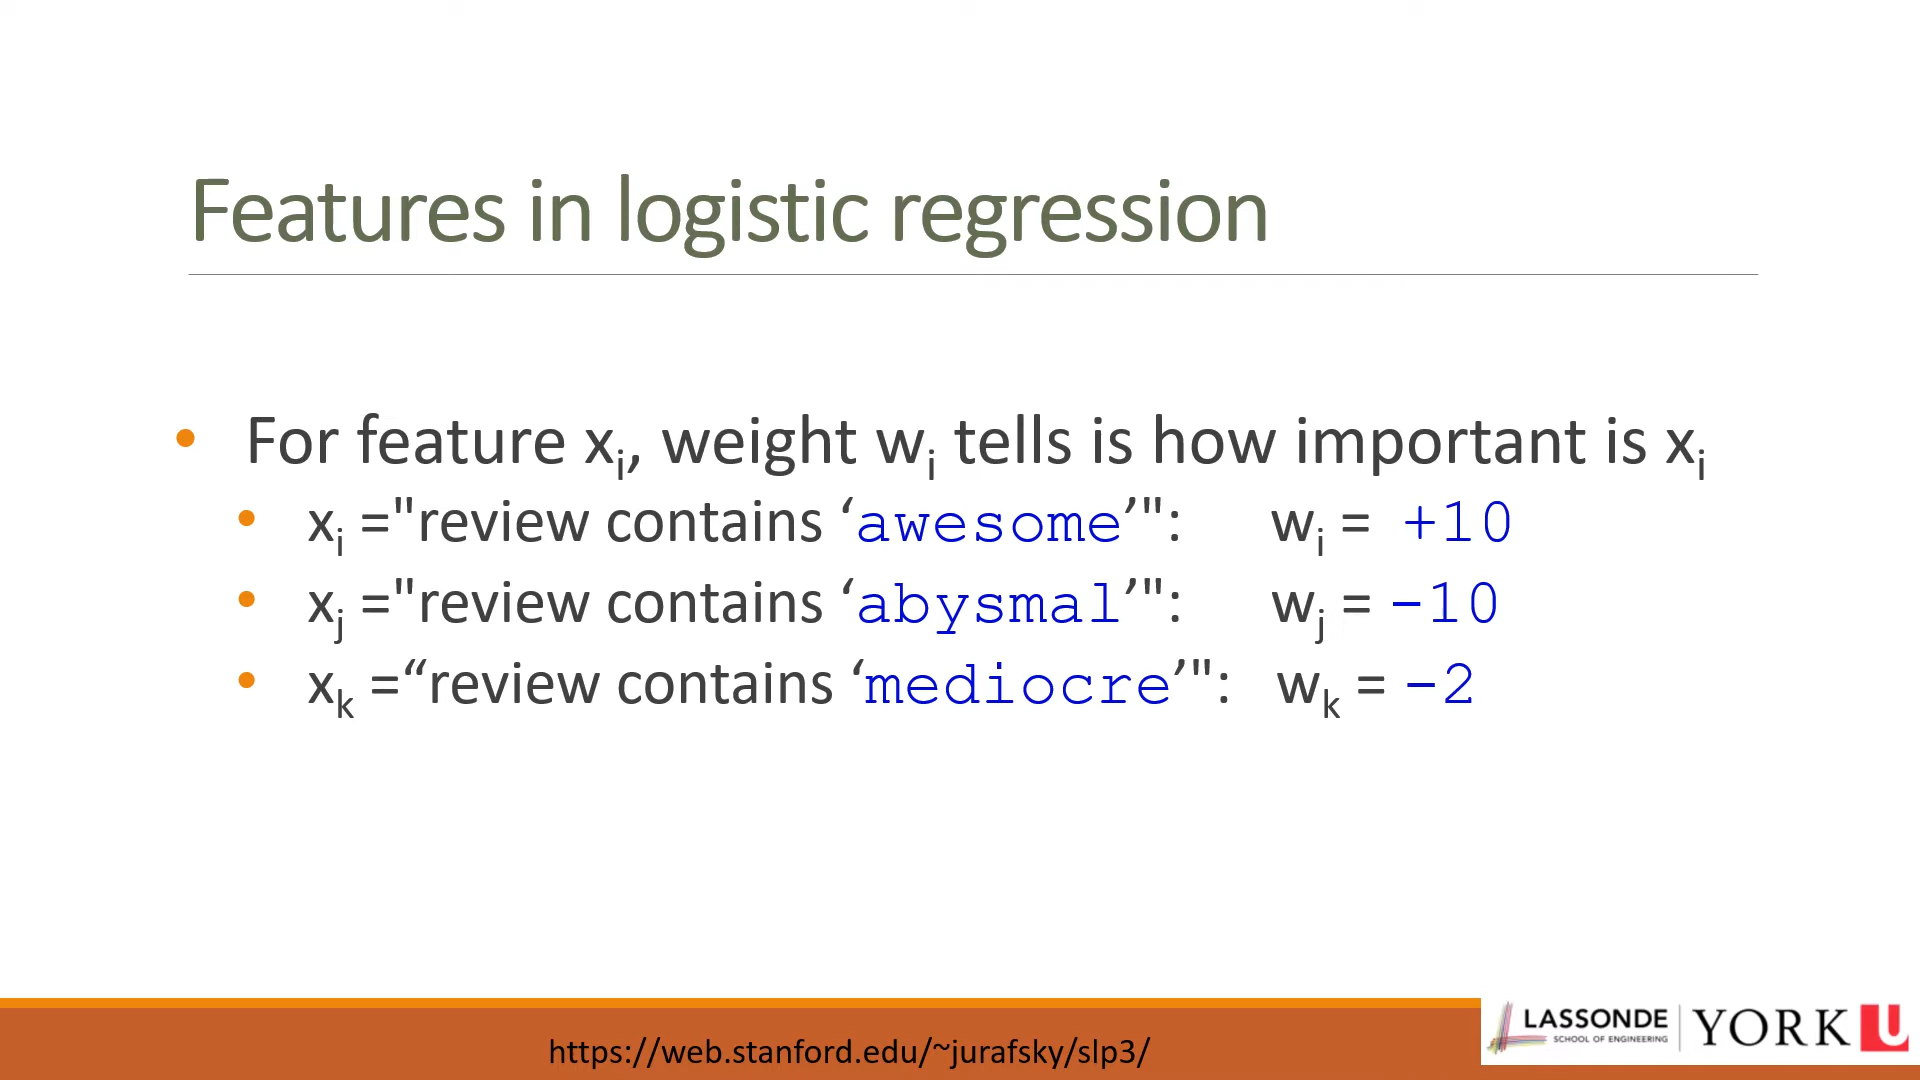 Features in logistic regression
• For feature xᵢ, weight wᵢ tells is how important is xᵢ
• xᵢ ="review contains ‘awesome’": wᵢ = +10
• xⱼ ="review contains ‘abysmal’": wⱼ = -10
• xₖ =“review contains ‘mediocre’": wₖ = -2
https://web.stanford.edu/~jurafsky/slp3/
LASSONDE
SCHOOL OF ENGINEERING
YORK U